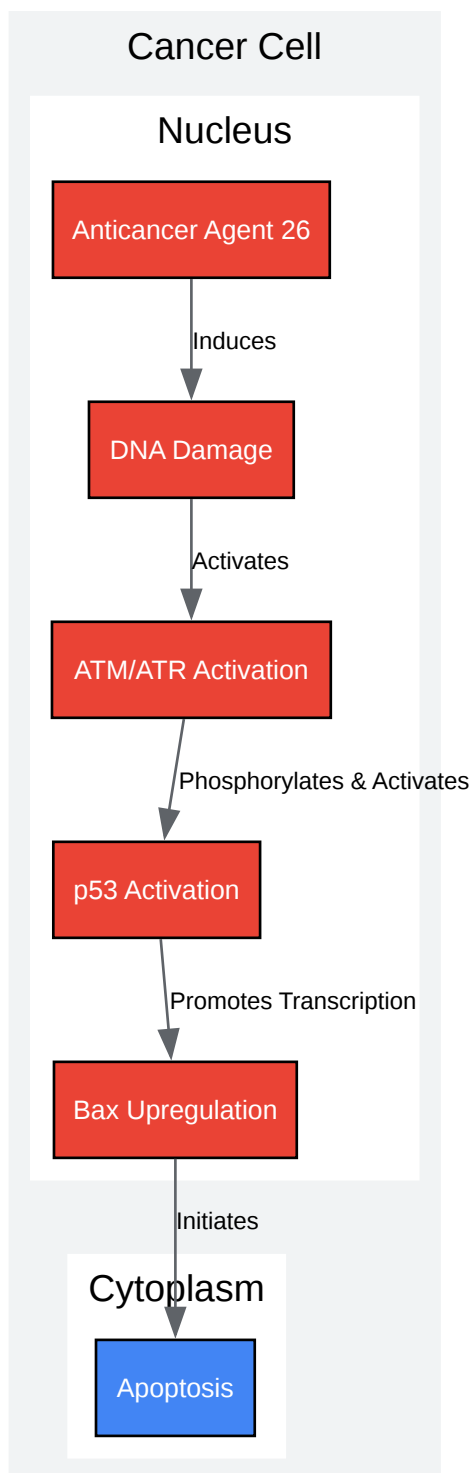 Cancer Cell
Nucleus
Anticancer Agent 26
Induces
DNA Damage
Activates
ATM/ATR Activation
Phosphorylates & Activates
p53 Activation
Promotes Transcription
Bax Upregulation
Initiates
Cytoplasm
Apoptosis